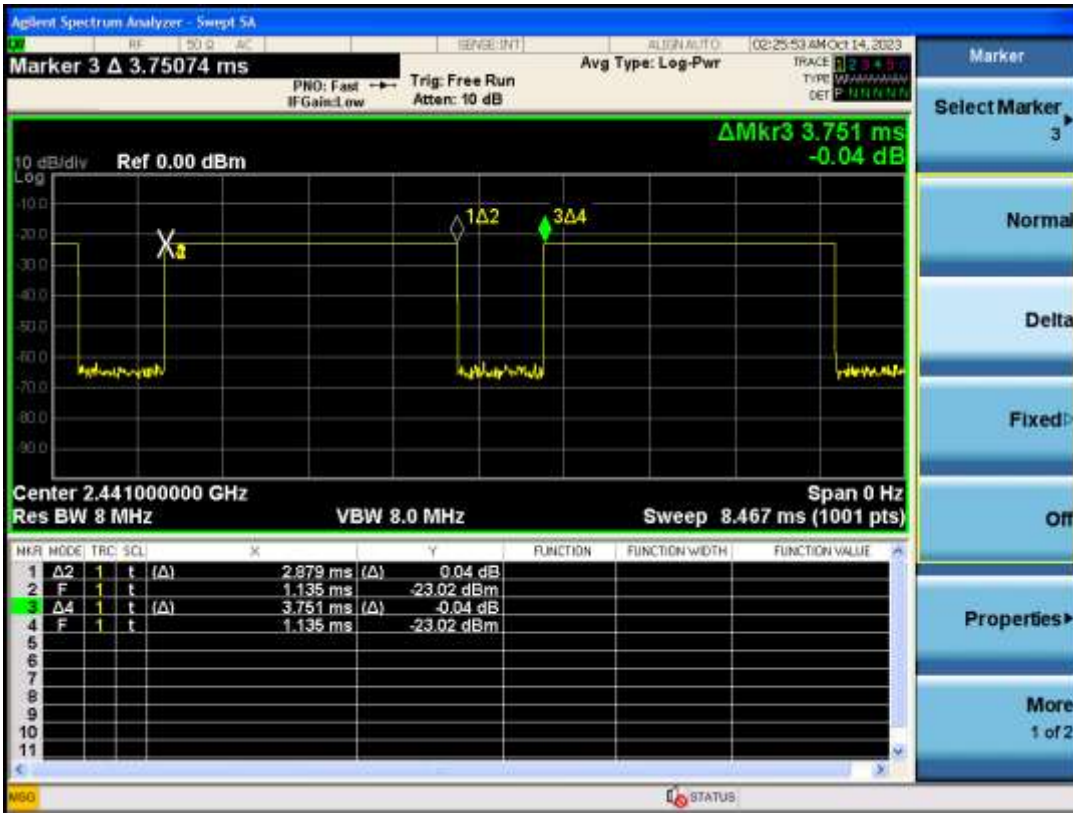 Agilent Spectrum Analyzer - Swept SA
RF 50 Ω AC SENSE:INT ALIGN AUTO 02:25:53 AM Oct 14, 2023
Marker 3 Δ 3.75074 ms
PNO: Fast
IFGain:Low
Trig: Free Run
Atten: 10 dB
Avg Type: Log-Pwr
TRACE 1 2 3 4 5 6
TYPE
DET P N N N N N
ΔMkr3 3.751 ms
-0.04 dB
10 dB/div Ref 0.00 dBm
Log
-10.0
-20.0
-30.0
-40.0
-50.0
-60.0
-70.0
-80.0
-90.0
1Δ2
3Δ4
X
Center 2.441000000 GHz Span 0 Hz
Res BW 8 MHz VBW 8.0 MHz Sweep 8.467 ms (1001 pts)
MKR MODE TRC SCL X Y FUNCTION FUNCTION WIDTH FUNCTION VALUE
1 Δ2 1 t (Δ) 2.879 ms (Δ) 0.04 dB
2 F 1 t 1.135 ms -23.02 dBm
3 Δ4 1 t (Δ) 3.751 ms (Δ) -0.04 dB
4 F 1 t 1.135 ms -23.02 dBm
5
6
7
8
9
10
11
MSG STATUS
Marker
Select Marker
3
Normal
Delta
Fixed
Off
Properties
More
1 of 2